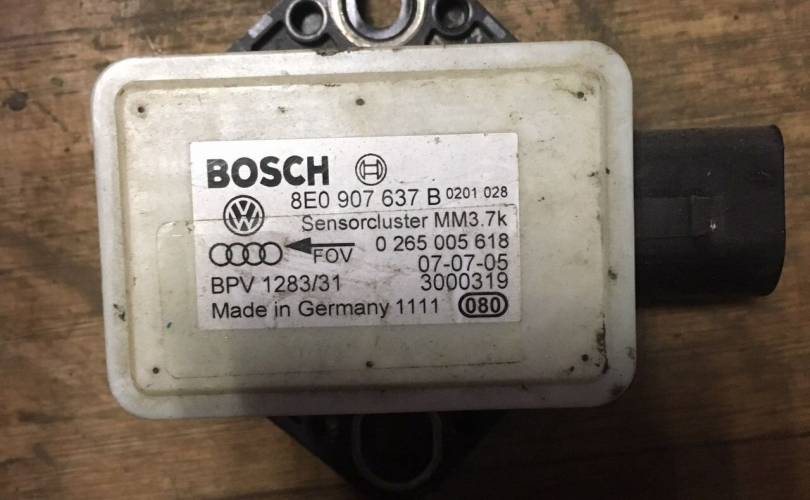 BOSCH
8E0 907 637 B 0201 028
Sensorcluster MM3.7k
0 265 005 618
FOV
07-07-05
BPV 1283/31 3000319
Made in Germany 1111 080